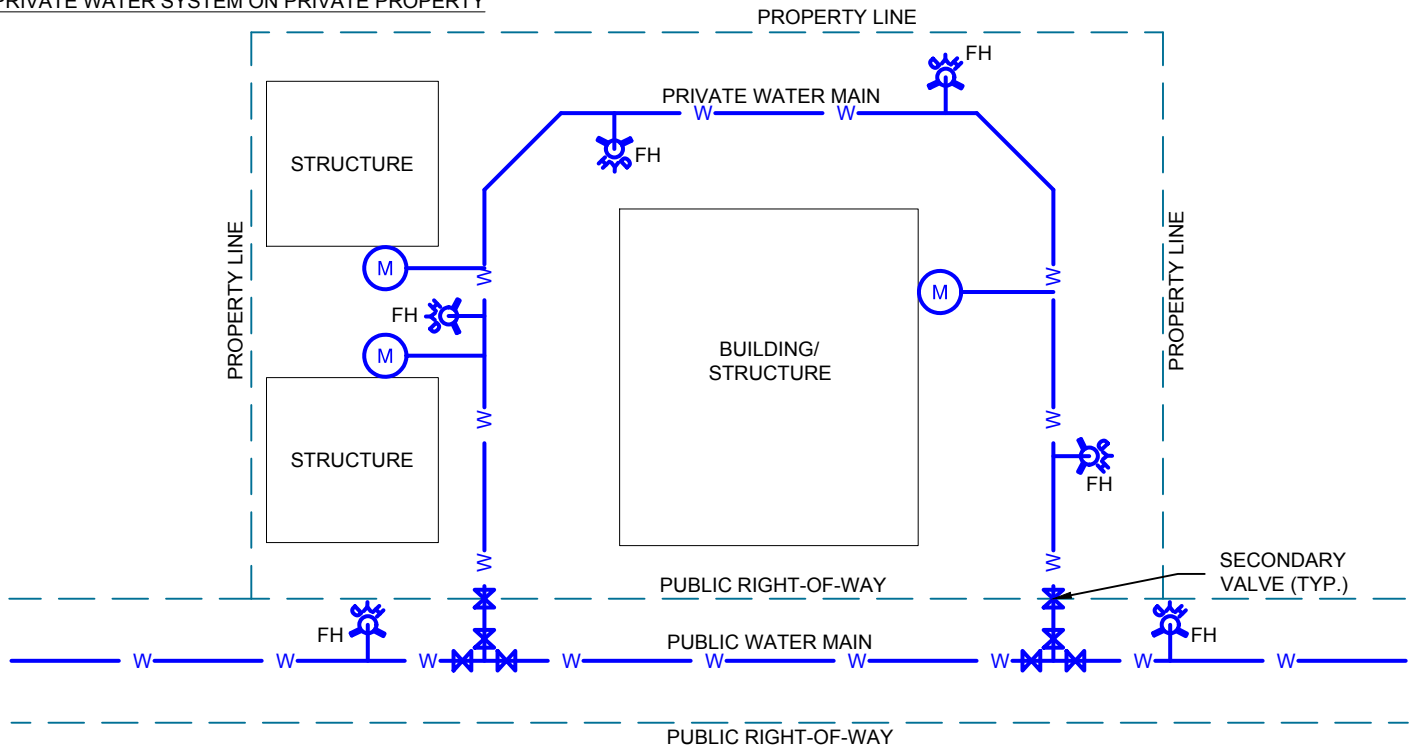 PRIVATE WATER SYSTEM ON PRIVATE PROPERTY
PROPERTY LINE
FH
PRIVATE WATER MAIN
W W
FH
STRUCTURE
PROPERTY LINE
PROPERTY LINE
M
W
W
M
FH
M
BUILDING/
STRUCTURE
W
W
STRUCTURE
FH
W
W
SECONDARY
VALVE (TYP.)
PUBLIC RIGHT-OF-WAY
FH
PUBLIC WATER MAIN
FH
W W W W W W W W W
PUBLIC RIGHT-OF-WAY